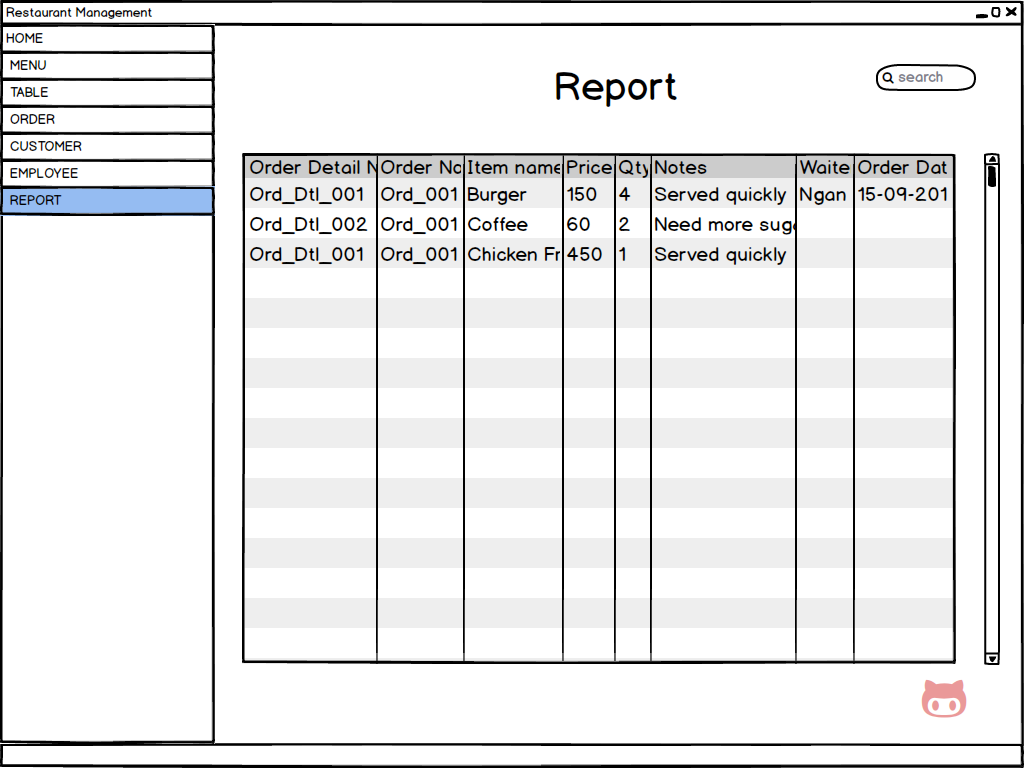 Restaurant Management
HOME
MENU
TABLE
ORDER
CUSTOMER
EMPLOYEE
REPORT
Report
search
Order Detail N Order No Item name Price Qty Notes Waite Order Dat
Ord_Dtl_001 Ord_001 Burger 150 4 Served quickly Ngan 15-09-201
Ord_Dtl_002 Ord_001 Coffee 60 2 Need more suga
Ord_Dtl_001 Ord_001 Chicken Fr 450 1 Served quickly